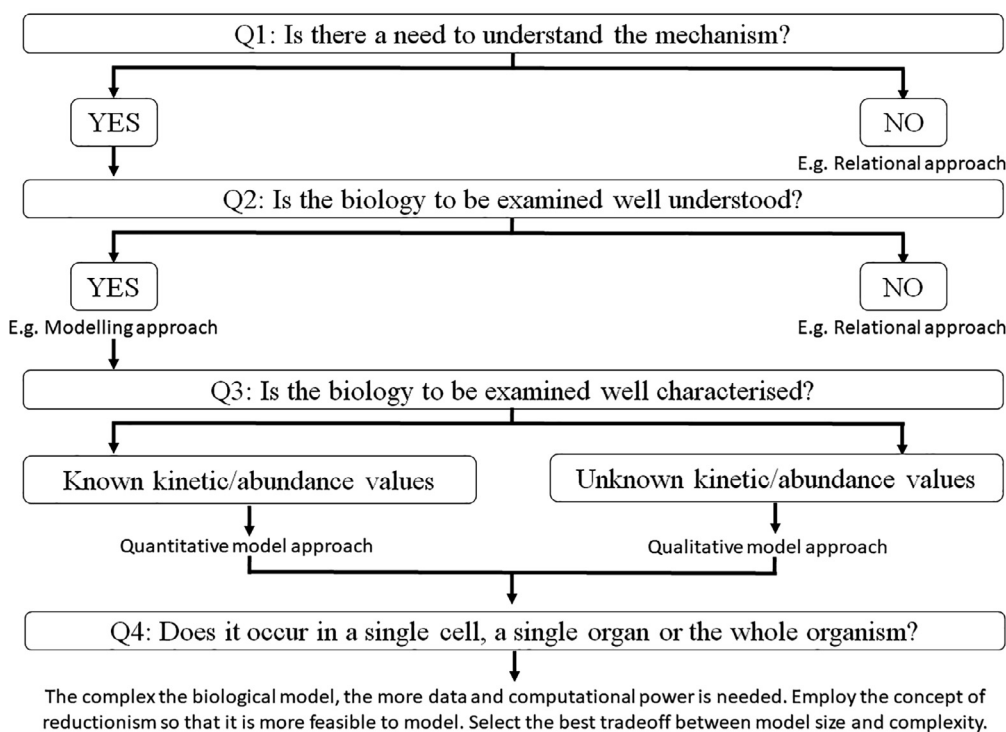 Q1: Is there a need to understand the mechanism?
YES
NO
E.g. Relational approach
Q2: Is the biology to be examined well understood?
YES
NO
E.g. Modelling approach
E.g. Relational approach
Q3: Is the biology to be examined well characterised?
Known kinetic/abundance values
Unknown kinetic/abundance values
Quantitative model approach
Qualitative model approach
Q4: Does it occur in a single cell, a single organ or the whole organism?
The complex the biological model, the more data and computational power is needed. Employ the concept of
reductionism so that it is more feasible to model. Select the best tradeoff between model size and complexity.